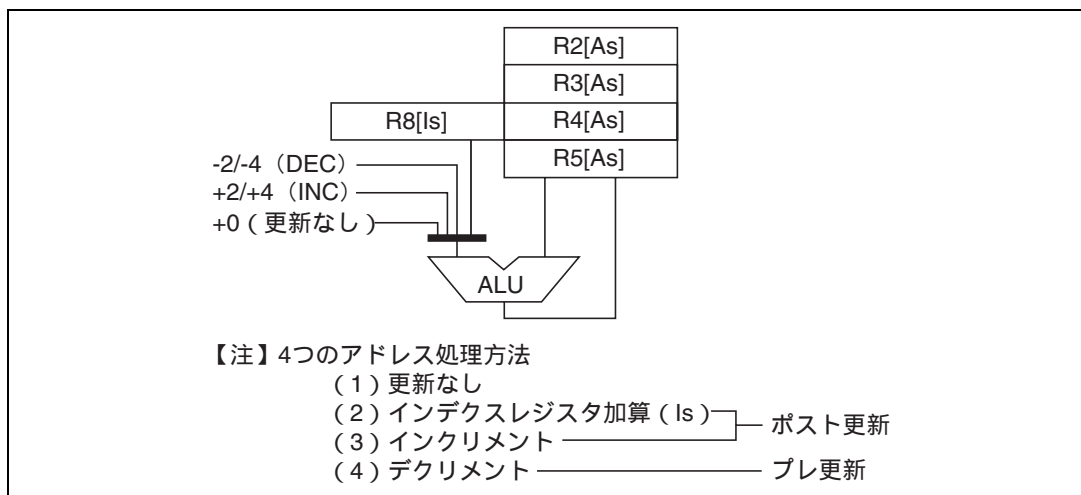 R2[As]
R3[As]
R8[Is] R4[As]
R5[As]
-2/-4（DEC）
+2/+4（INC）
+0（更新なし）
ALU
【注】4つのアドレス処理方法
（1）更新なし
（2）インデクスレジスタ加算（Is）
（3）インクリメント
ポスト更新
（4）デクリメント
プレ更新